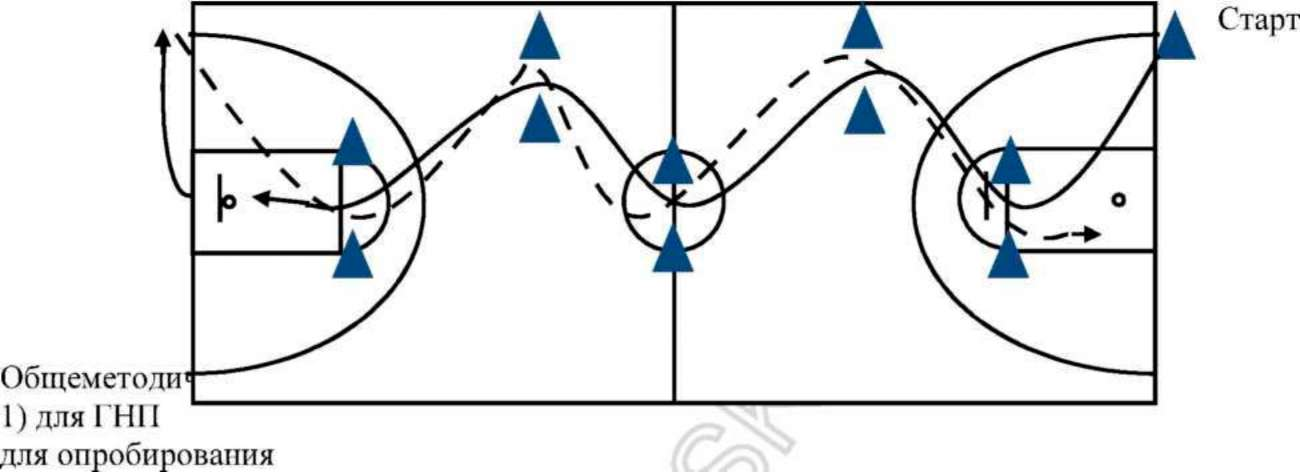 Старт
Общеметоди
1) для ГНП
для опробирования